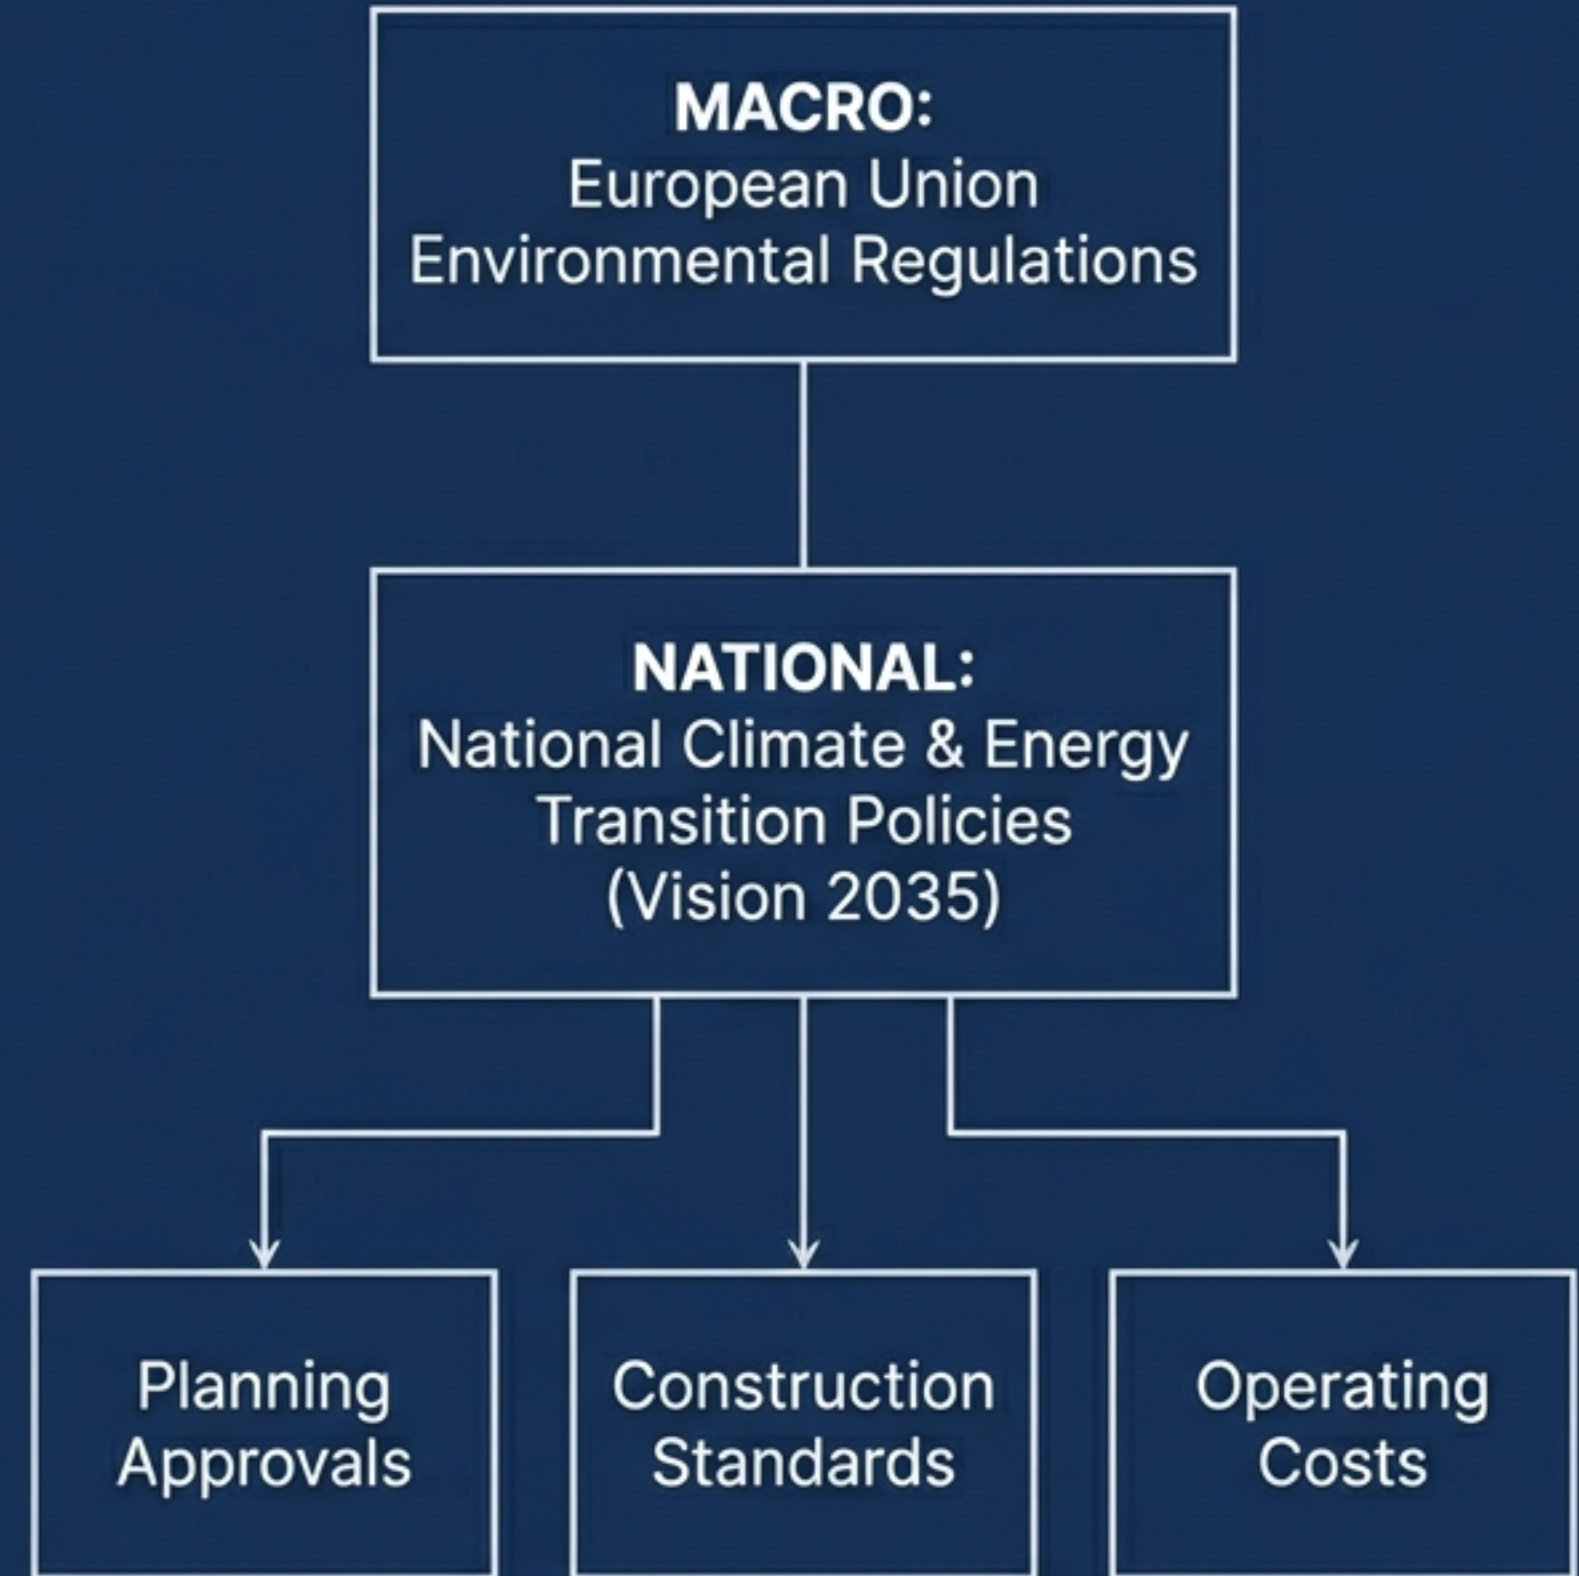 MACRO:
European Union
Environmental Regulations
NATIONAL:
National Climate & Energy
Transition Policies
(Vision 2035)
Planning
Approvals
Construction
Standards
Operating
Costs